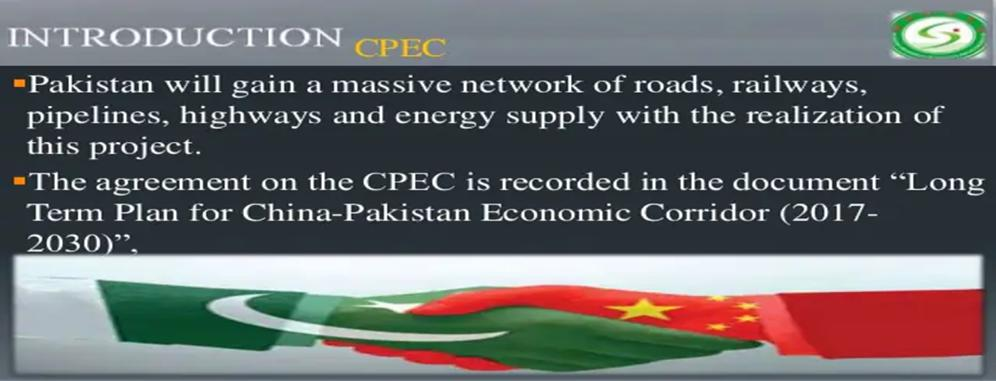 INTRODUCTION CPEC
▪Pakistan will gain a massive network of roads, railways,
pipelines, highways and energy supply with the realization of
this project.
▪The agreement on the CPEC is recorded in the document “Long
Term Plan for China-Pakistan Economic Corridor (2017-
2030)”,